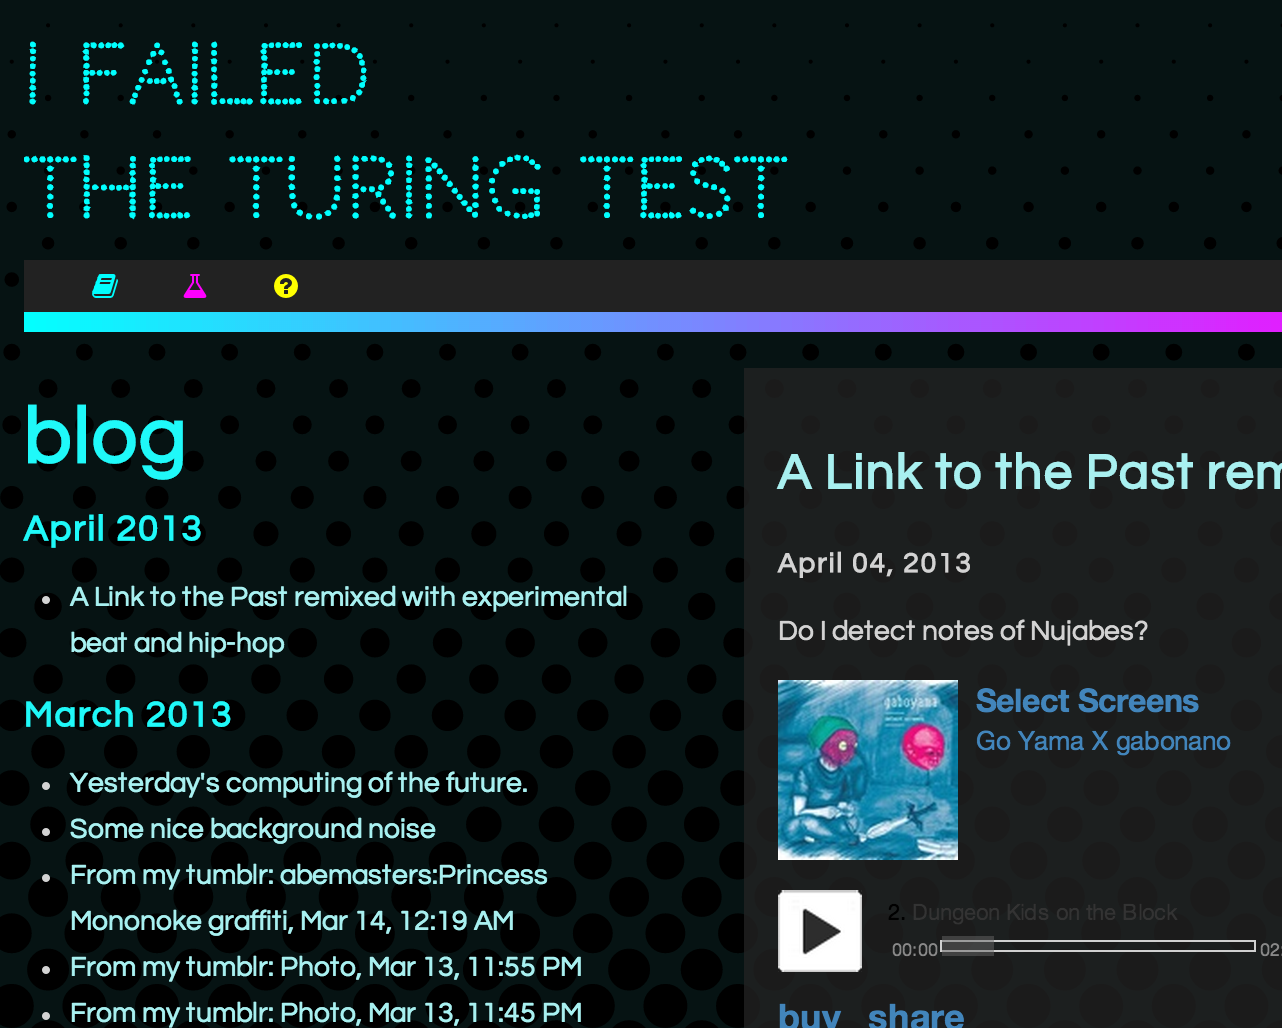 I FAILED
THE TURING TEST
blog
April 2013
A Link to the Past remixed with experimental
beat and hip-hop
March 2013
Yesterday's computing of the future.
Some nice background noise
From my tumblr: abemasters:Princess
Mononoke graffiti, Mar 14, 12:19 AM
From my tumblr: Photo, Mar 13, 11:55 PM
From my tumblr: Photo, Mar 13, 11:45 PM
A Link to the Past rem
April 04, 2013
Do I detect notes of Nujabes?
gaboyama
Select Screens
Go Yama X gabonano
2. Dungeon Kids on the Block
00:00 02:
buy share